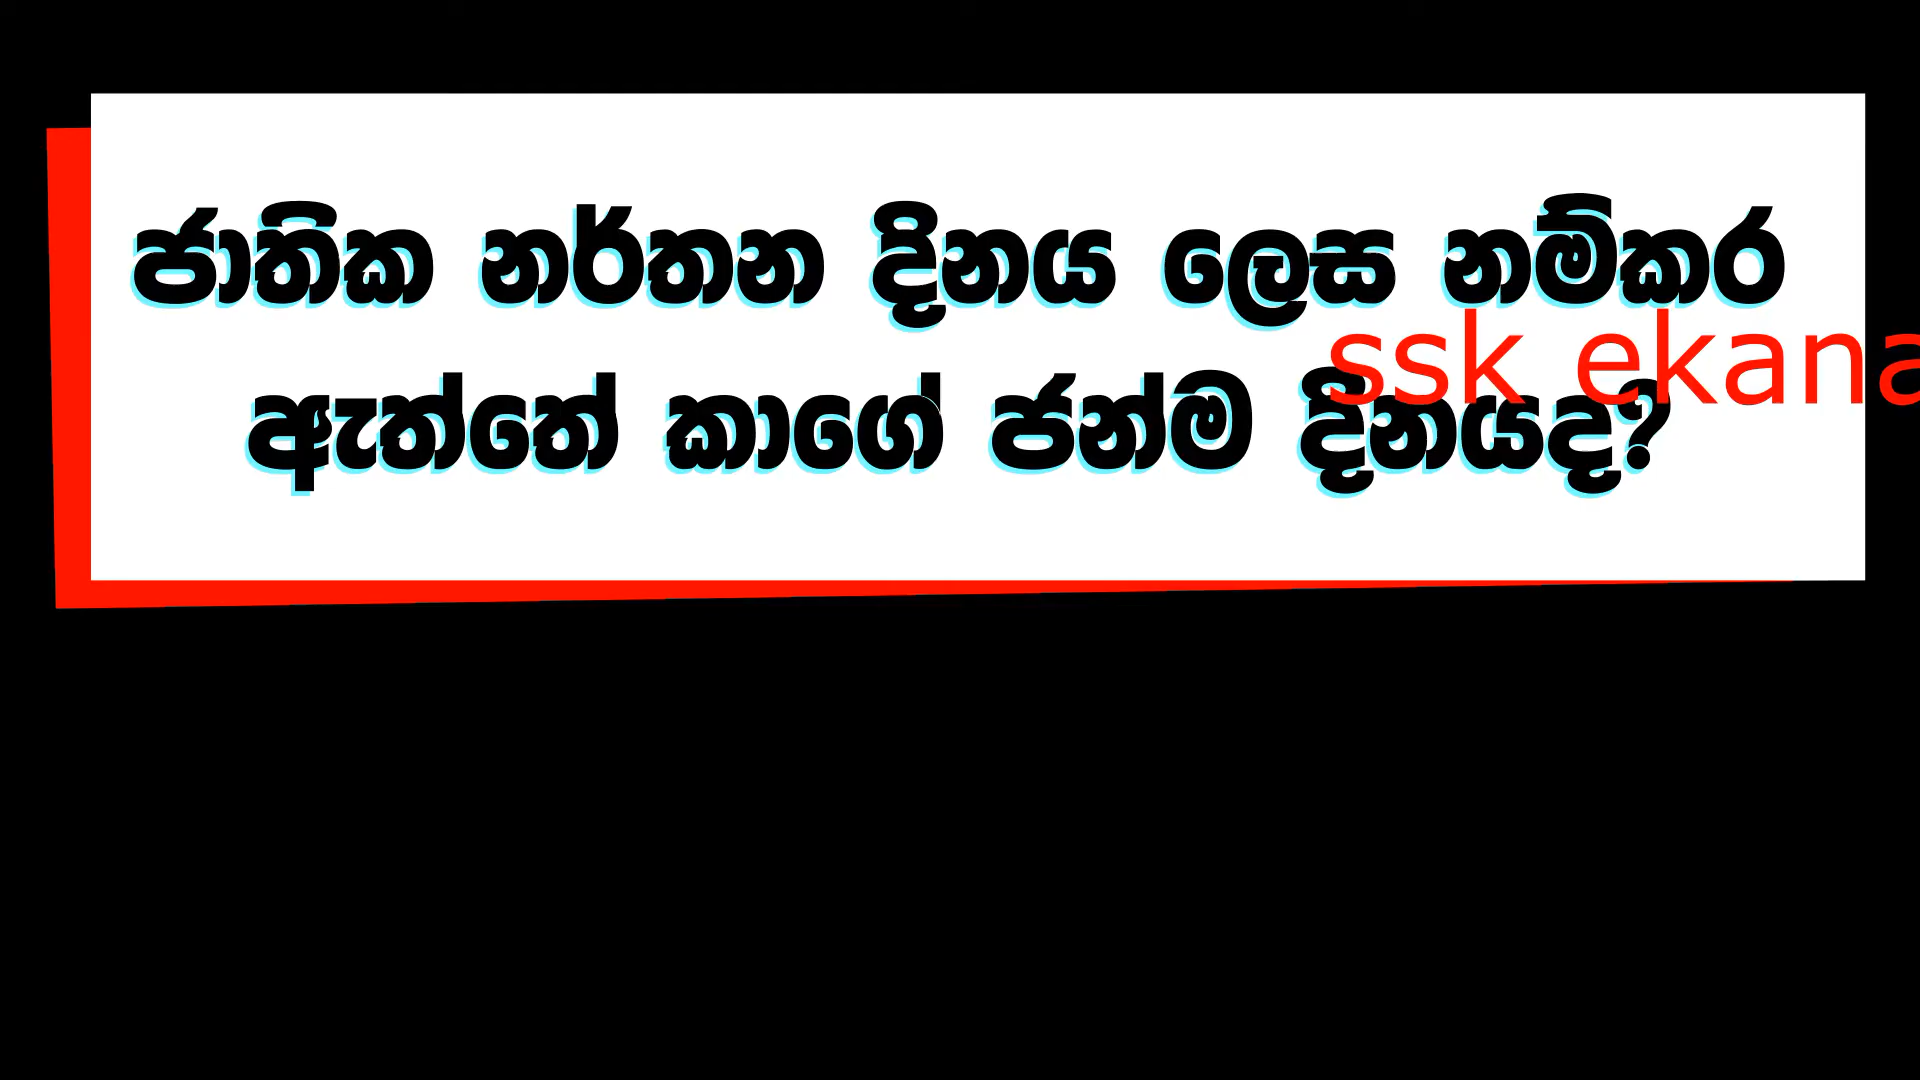 ජාතික නර්තන දිනය ලෙස නම්කර
ssk ekana
ඇත්තේ කාගේ ජන්ම දිනයද?